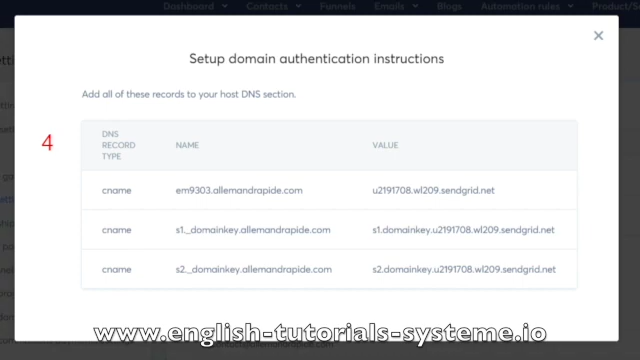 Dashboard Contacts Funnels Emails Blogs Automation rules
Setup domain authentication instructions
Add all of these records to your host DNS section.
4
DNS
RECORD
TYPE
NAME
VALUE
cname em9303.allemandrapide.com u2191708.wl209.sendgrid.net
cname s1._domainkey.allemandrapide.com s1.domainkey.u2191708.wl209.sendgrid.net
cname s2._domainkey.allemandrapide.com s2.domainkey.u2191708.wl209.sendgrid.net
www.english-tutorials-systeme.io